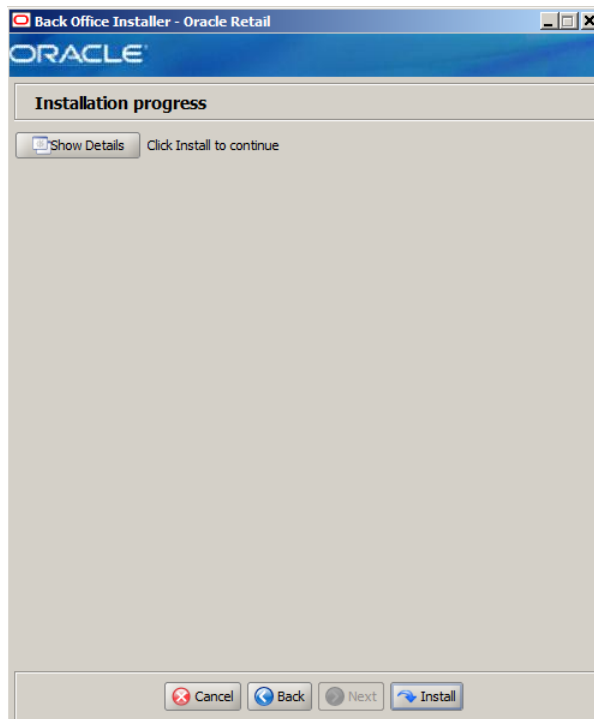 Back Office Installer - Oracle Retail
ORACLE
Installation progress
Show Details Click Install to continue
Cancel Back Next Install